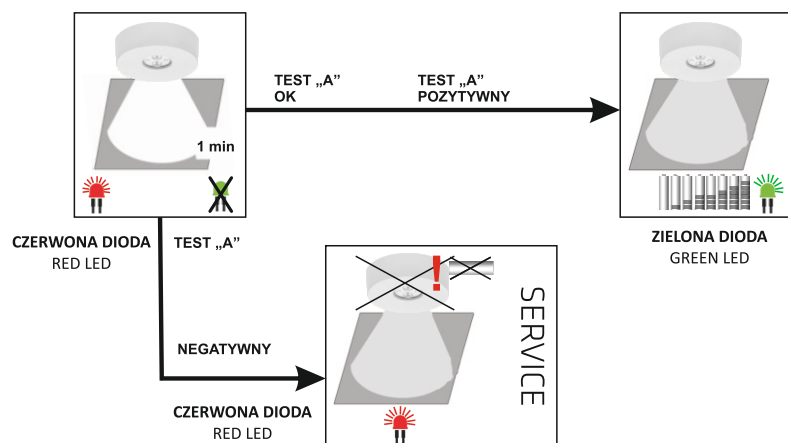 TEST „A” TEST „A”
OK POZYTYWNY
1 min
CZERWONA DIODA
RED LED
TEST „A”
ZIELONA DIODA
GREEN LED
!
SERVICE
NEGATYWNY
CZERWONA DIODA
RED LED